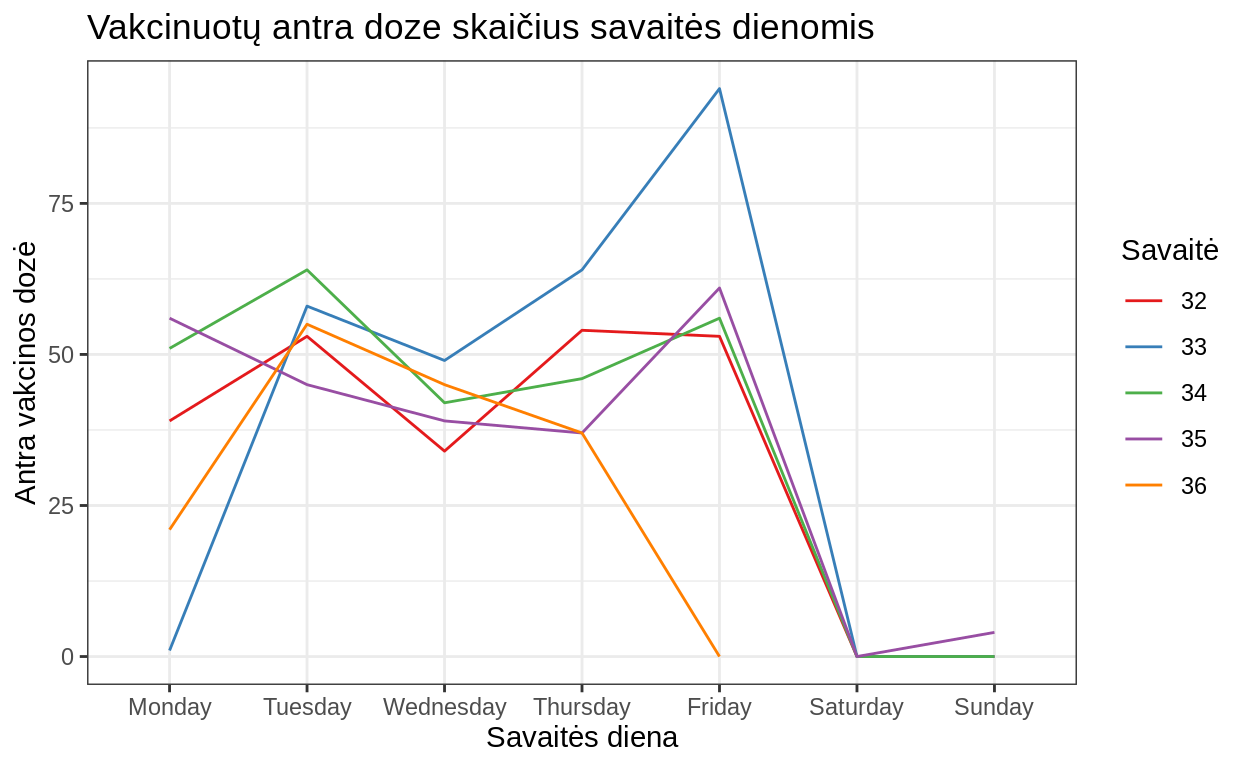 Vakcinuotų antra doze skaičius savaitės dienomis
Antra vakcinos dozė
75
50
25
0
Monday Tuesday Wednesday Thursday Friday Saturday Sunday
Savaitės diena
Savaitė
32
33
34
35
36